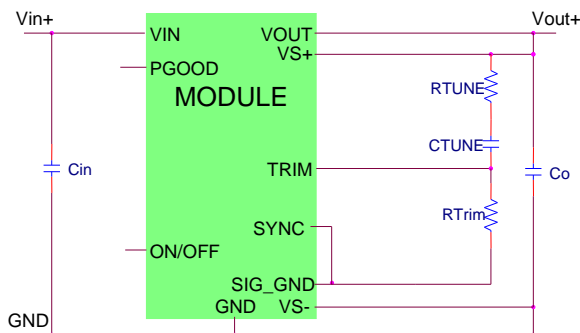 Vin+
Vout+
VIN
VOUT
VS+
PGOOD
MODULE
RTUNE
CTUNE
TRIM
Cin
Co
RTrim
SYNC
ON/OFF
SIG_GND
GND
VS-
GND